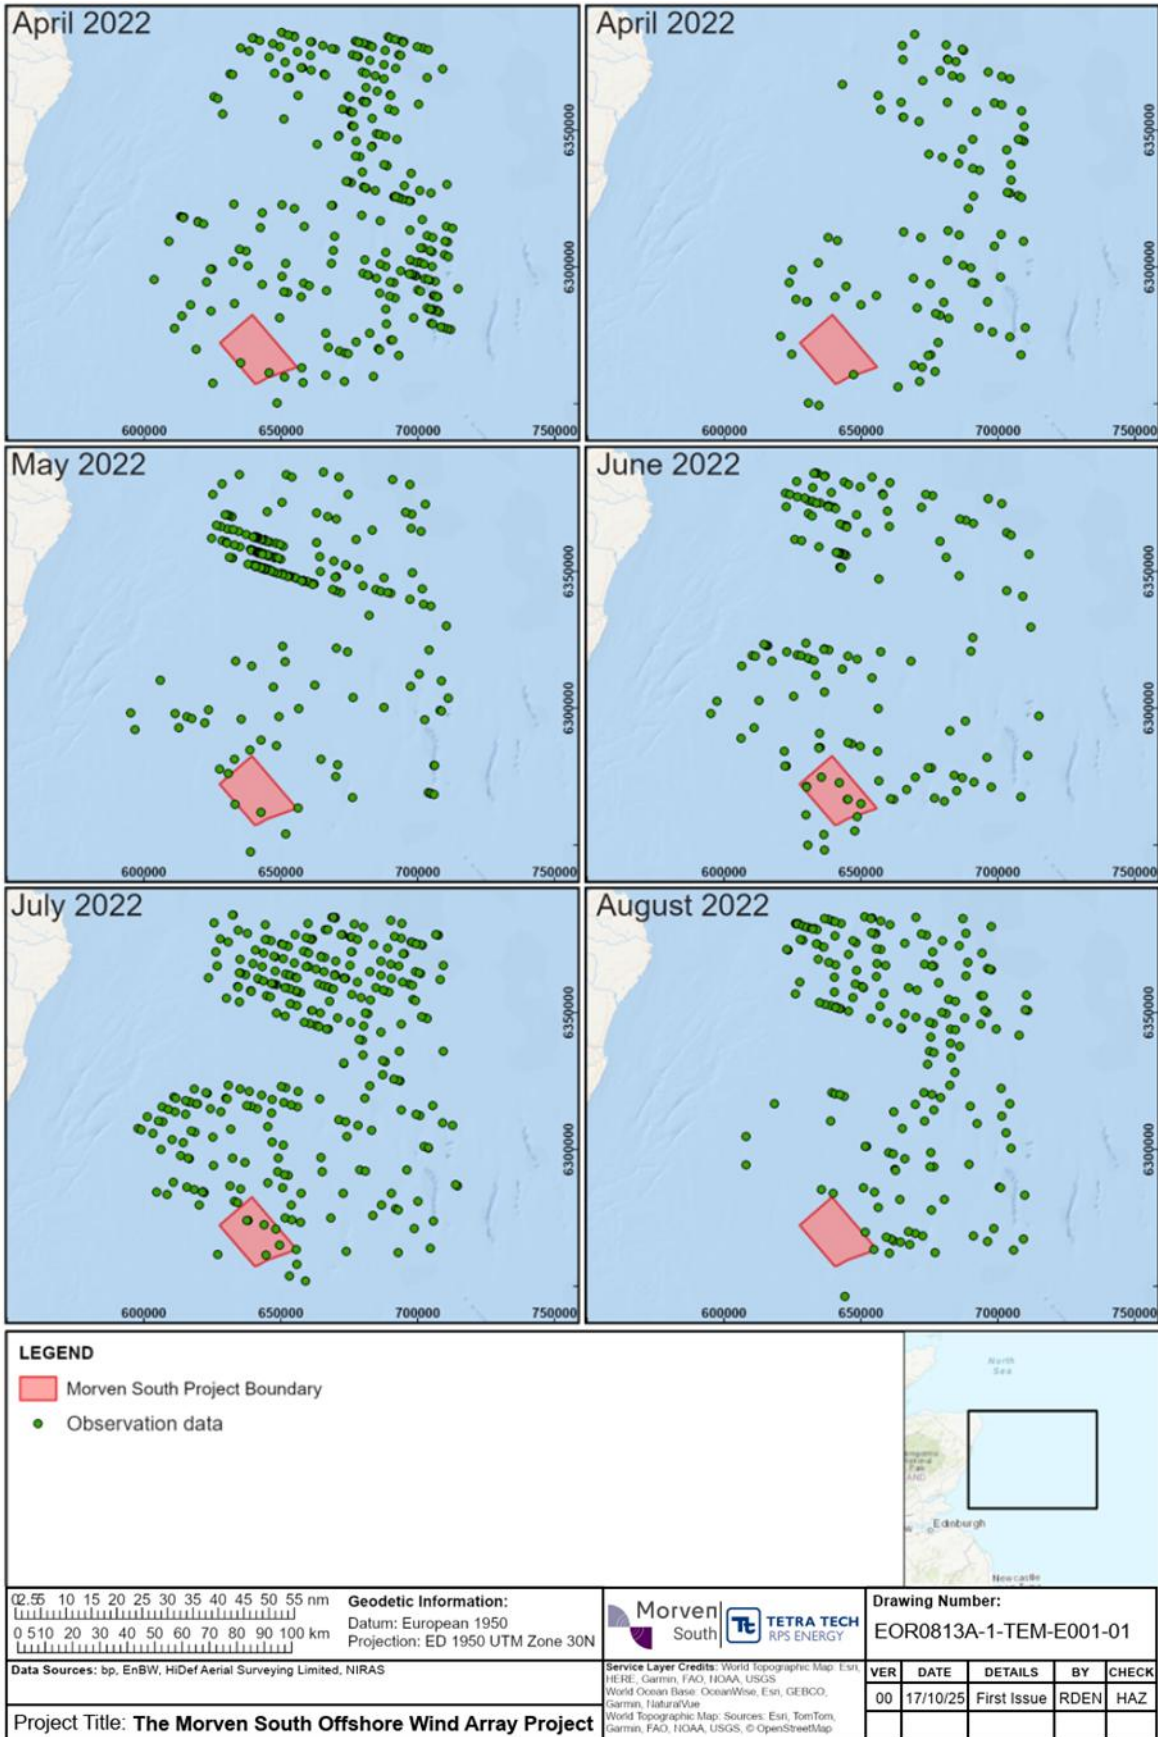 April 2022
6350000
6300000
600000 650000 700000 750000
April 2022
6350000
6300000
600000 650000 700000 750000
May 2022
6350000
6300000
600000 650000 700000 750000
June 2022
6350000
6300000
600000 650000 700000 750000
July 2022
6350000
6300000
600000 650000 700000 750000
August 2022
6350000
6300000
600000 650000 700000 750000
LEGEND
Morven South Project Boundary
Observation data
North
Sea
Edinburgh
Newcastle
0 2.5 5 10 15 20 25 30 35 40 45 50 55 nm
0 5 10 20 30 40 50 60 70 80 90 100 km
Geodetic Information:
Datum: European 1950
Projection: ED 1950 UTM Zone 30N
Morven
South
TETRA TECH
RPS ENERGY
Drawing Number:
EOR0813A-1-TEM-E001-01
Data Sources: bp, EnBW, HiDef Aerial Surveying Limited, NIRAS
Service Layer Credits: World Topographic Map: Esri,
HERE, Garmin, FAO, NOAA, USGS
World Ocean Base: OceanWise, Esri, GEBCO,
Garmin, NaturalVue
World Topographic Map: Sources: Esri, TomTom,
Garmin, FAO, NOAA, USGS, © OpenStreetMap
VER DATE DETAILS BY CHECK
00 17/10/25 First Issue RDEN HAZ
Project Title: The Morven South Offshore Wind Array Project